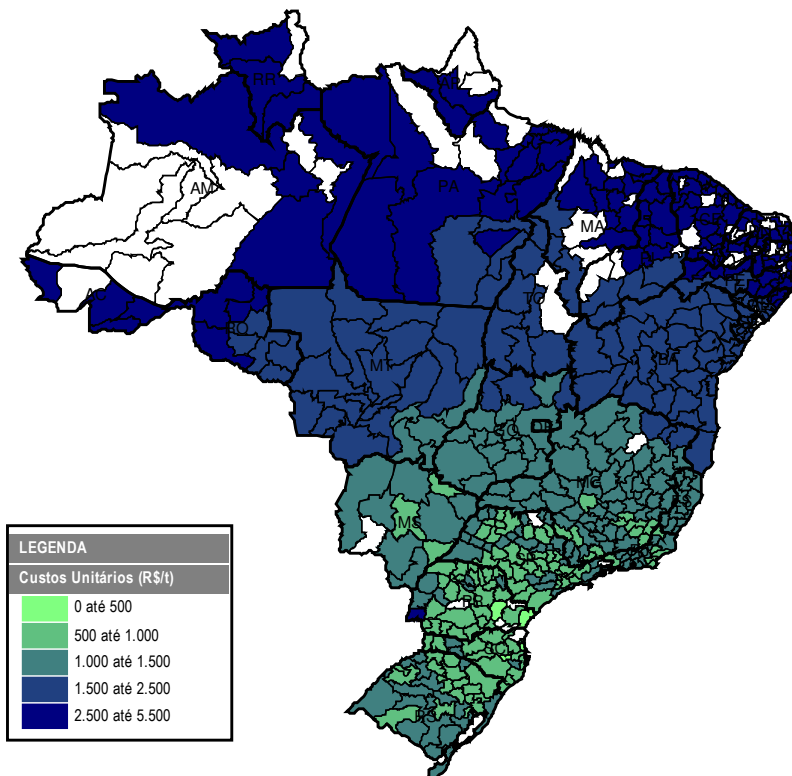 RR
AP
AM
PA
MA
AC
TO
RO
BA
MT
GO
DF
MG
ES
MS
SP
PR
SC
RS
LEGENDA
Custos Unitários (R$/t)
0 até 500
500 até 1.000
1.000 até 1.500
1.500 até 2.500
2.500 até 5.500